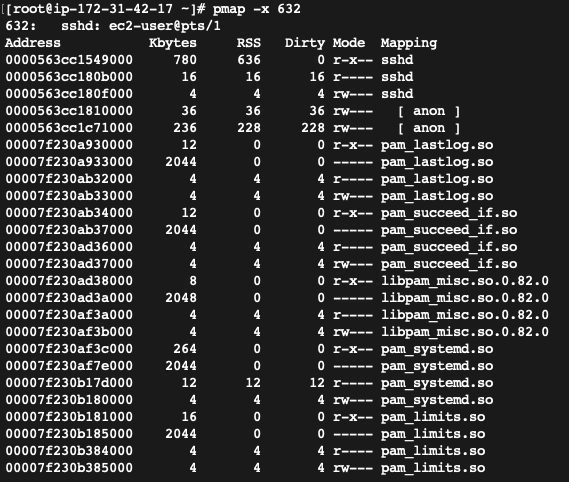 [[root@ip-172-31-42-17 ~]# pmap -x 632
632:   sshd: ec2-user@pts/1
Address           Kbytes     RSS   Dirty Mode  Mapping
0000563cc1549000     780     636       0 r-x-- sshd
0000563cc180b000      16      16      16 r---- sshd
0000563cc180f000       4       4       4 rw--- sshd
0000563cc1810000      36      36      36 rw---   [ anon ]
0000563cc1c71000     236     228     228 rw---   [ anon ]
00007f230a930000      12       0       0 r-x-- pam_lastlog.so
00007f230a933000    2044       0       0 ----- pam_lastlog.so
00007f230ab32000       4       4       4 r---- pam_lastlog.so
00007f230ab33000       4       4       4 rw--- pam_lastlog.so
00007f230ab34000      12       0       0 r-x-- pam_succeed_if.so
00007f230ab37000    2044       0       0 ----- pam_succeed_if.so
00007f230ad36000       4       4       4 r---- pam_succeed_if.so
00007f230ad37000       4       4       4 rw--- pam_succeed_if.so
00007f230ad38000       8       0       0 r-x-- libpam_misc.so.0.82.0
00007f230ad3a000    2048       0       0 ----- libpam_misc.so.0.82.0
00007f230af3a000       4       4       4 r---- libpam_misc.so.0.82.0
00007f230af3b000       4       4       4 rw--- libpam_misc.so.0.82.0
00007f230af3c000     264       0       0 r-x-- pam_systemd.so
00007f230af7e000    2044       0       0 ----- pam_systemd.so
00007f230b17d000      12      12      12 r---- pam_systemd.so
00007f230b180000       4       4       4 rw--- pam_systemd.so
00007f230b181000      16       0       0 r-x-- pam_limits.so
00007f230b185000    2044       0       0 ----- pam_limits.so
00007f230b384000       4       4       4 r---- pam_limits.so
00007f230b385000       4       4       4 rw--- pam_limits.so